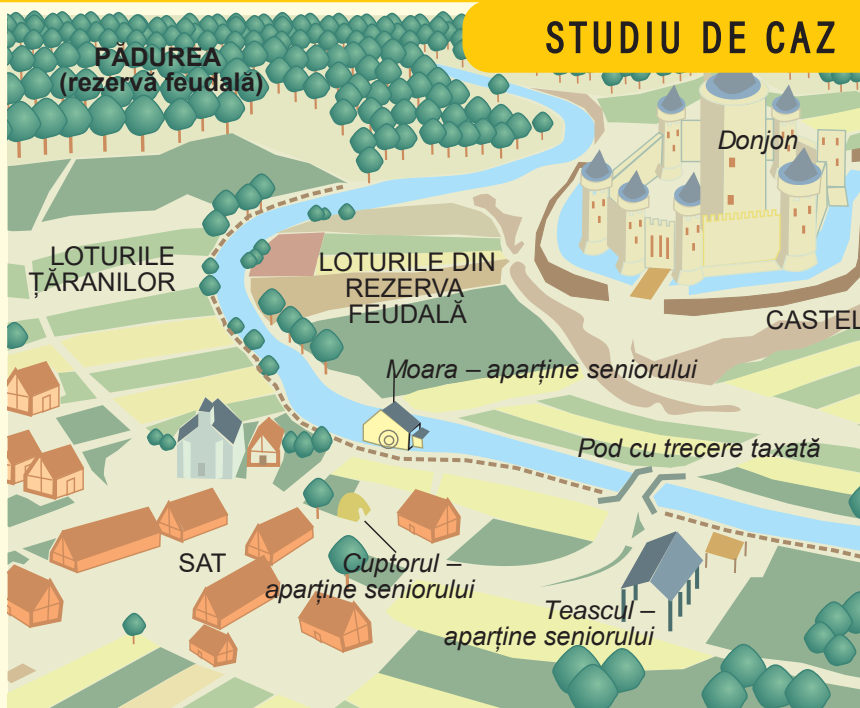 STUDIU DE CAZ
PĂDUREA
(rezervă feudală)
Donjon
LOTURILE
ȚĂRANILOR
LOTURILE DIN
REZERVA
FEUDALĂ
CASTEL
Moara – aparține seniorului
Pod cu trecere taxată
SAT
Cuptorul –
aparține seniorului
Teascul –
aparține seniorului